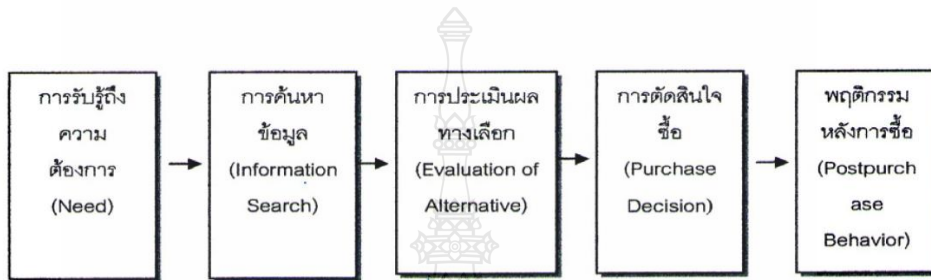 การรับรู้ถึง
ความ
ต้องการ
(Need)
การค้นหา
ข้อมูล
(Information
Search)
การประเมินผล
ทางเลือก
(Evaluation of
Alternative)
การตัดสินใจ
ซื้อ
(Purchase
Decision)
พฤติกรรม
หลังการซื้อ
(Postpurch
ase
Behavior)